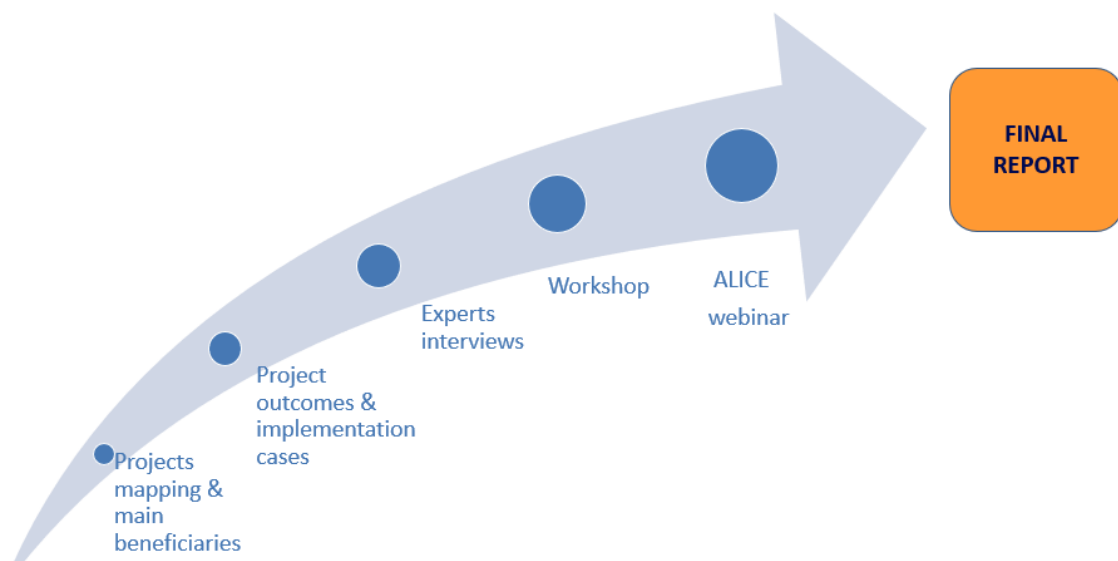 Projects
mapping &
main
beneficiaries
Project
outcomes &
implementation
cases
Experts
interviews
Workshop
ALICE
webinar
FINAL
REPORT